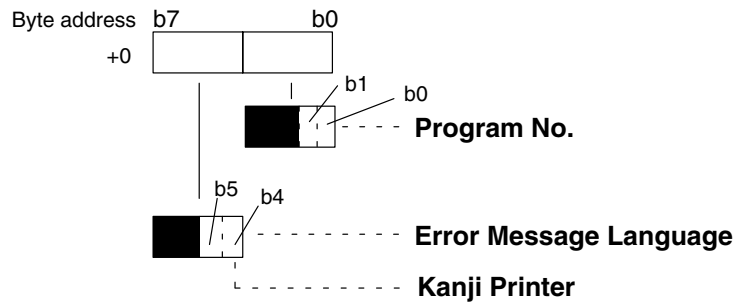 Byte address b7 b0
+0
b1
b0
Program No.
b5
b4
Error Message Language
Kanji Printer